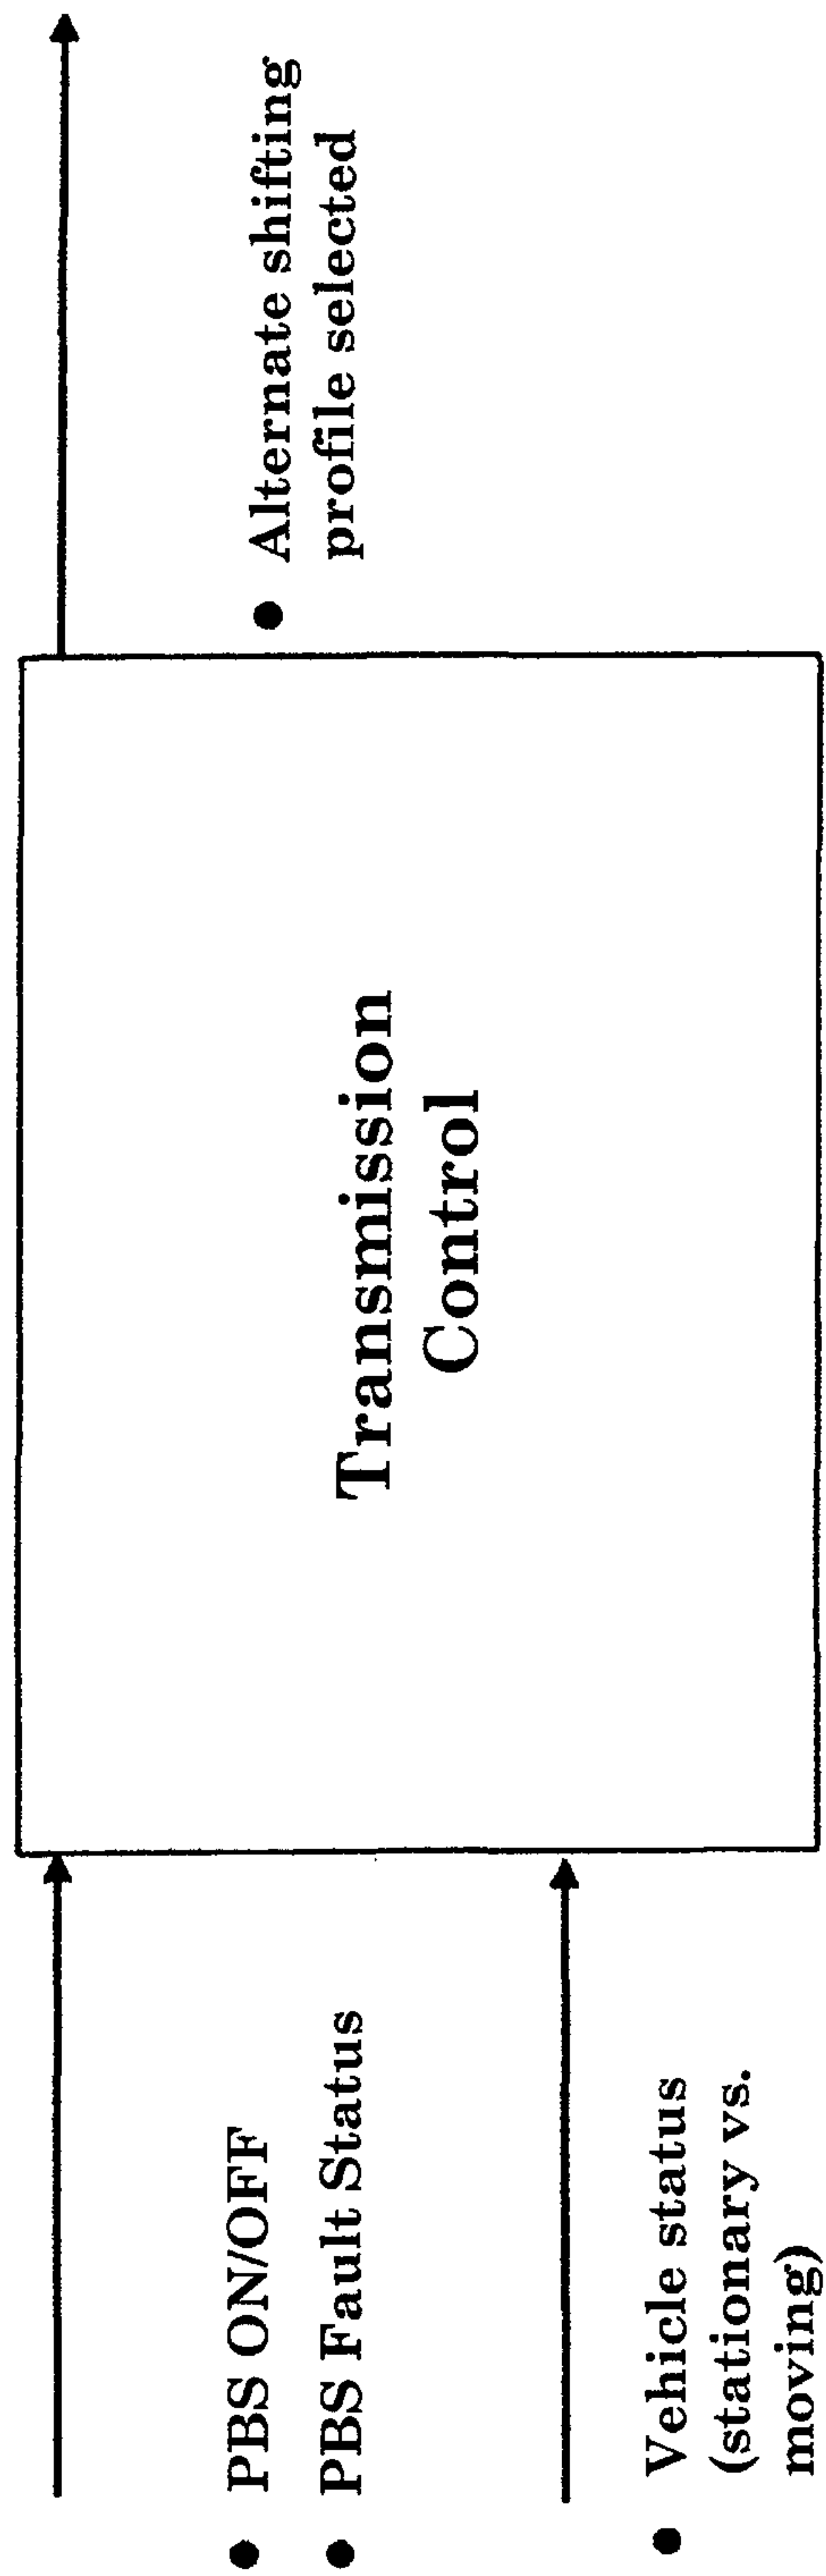 ● PBS ON/OFF
● PBS Fault Status
● Vehicle status
(stationary vs.
moving)
Transmission
Control
● Alternate shifting
profile selected